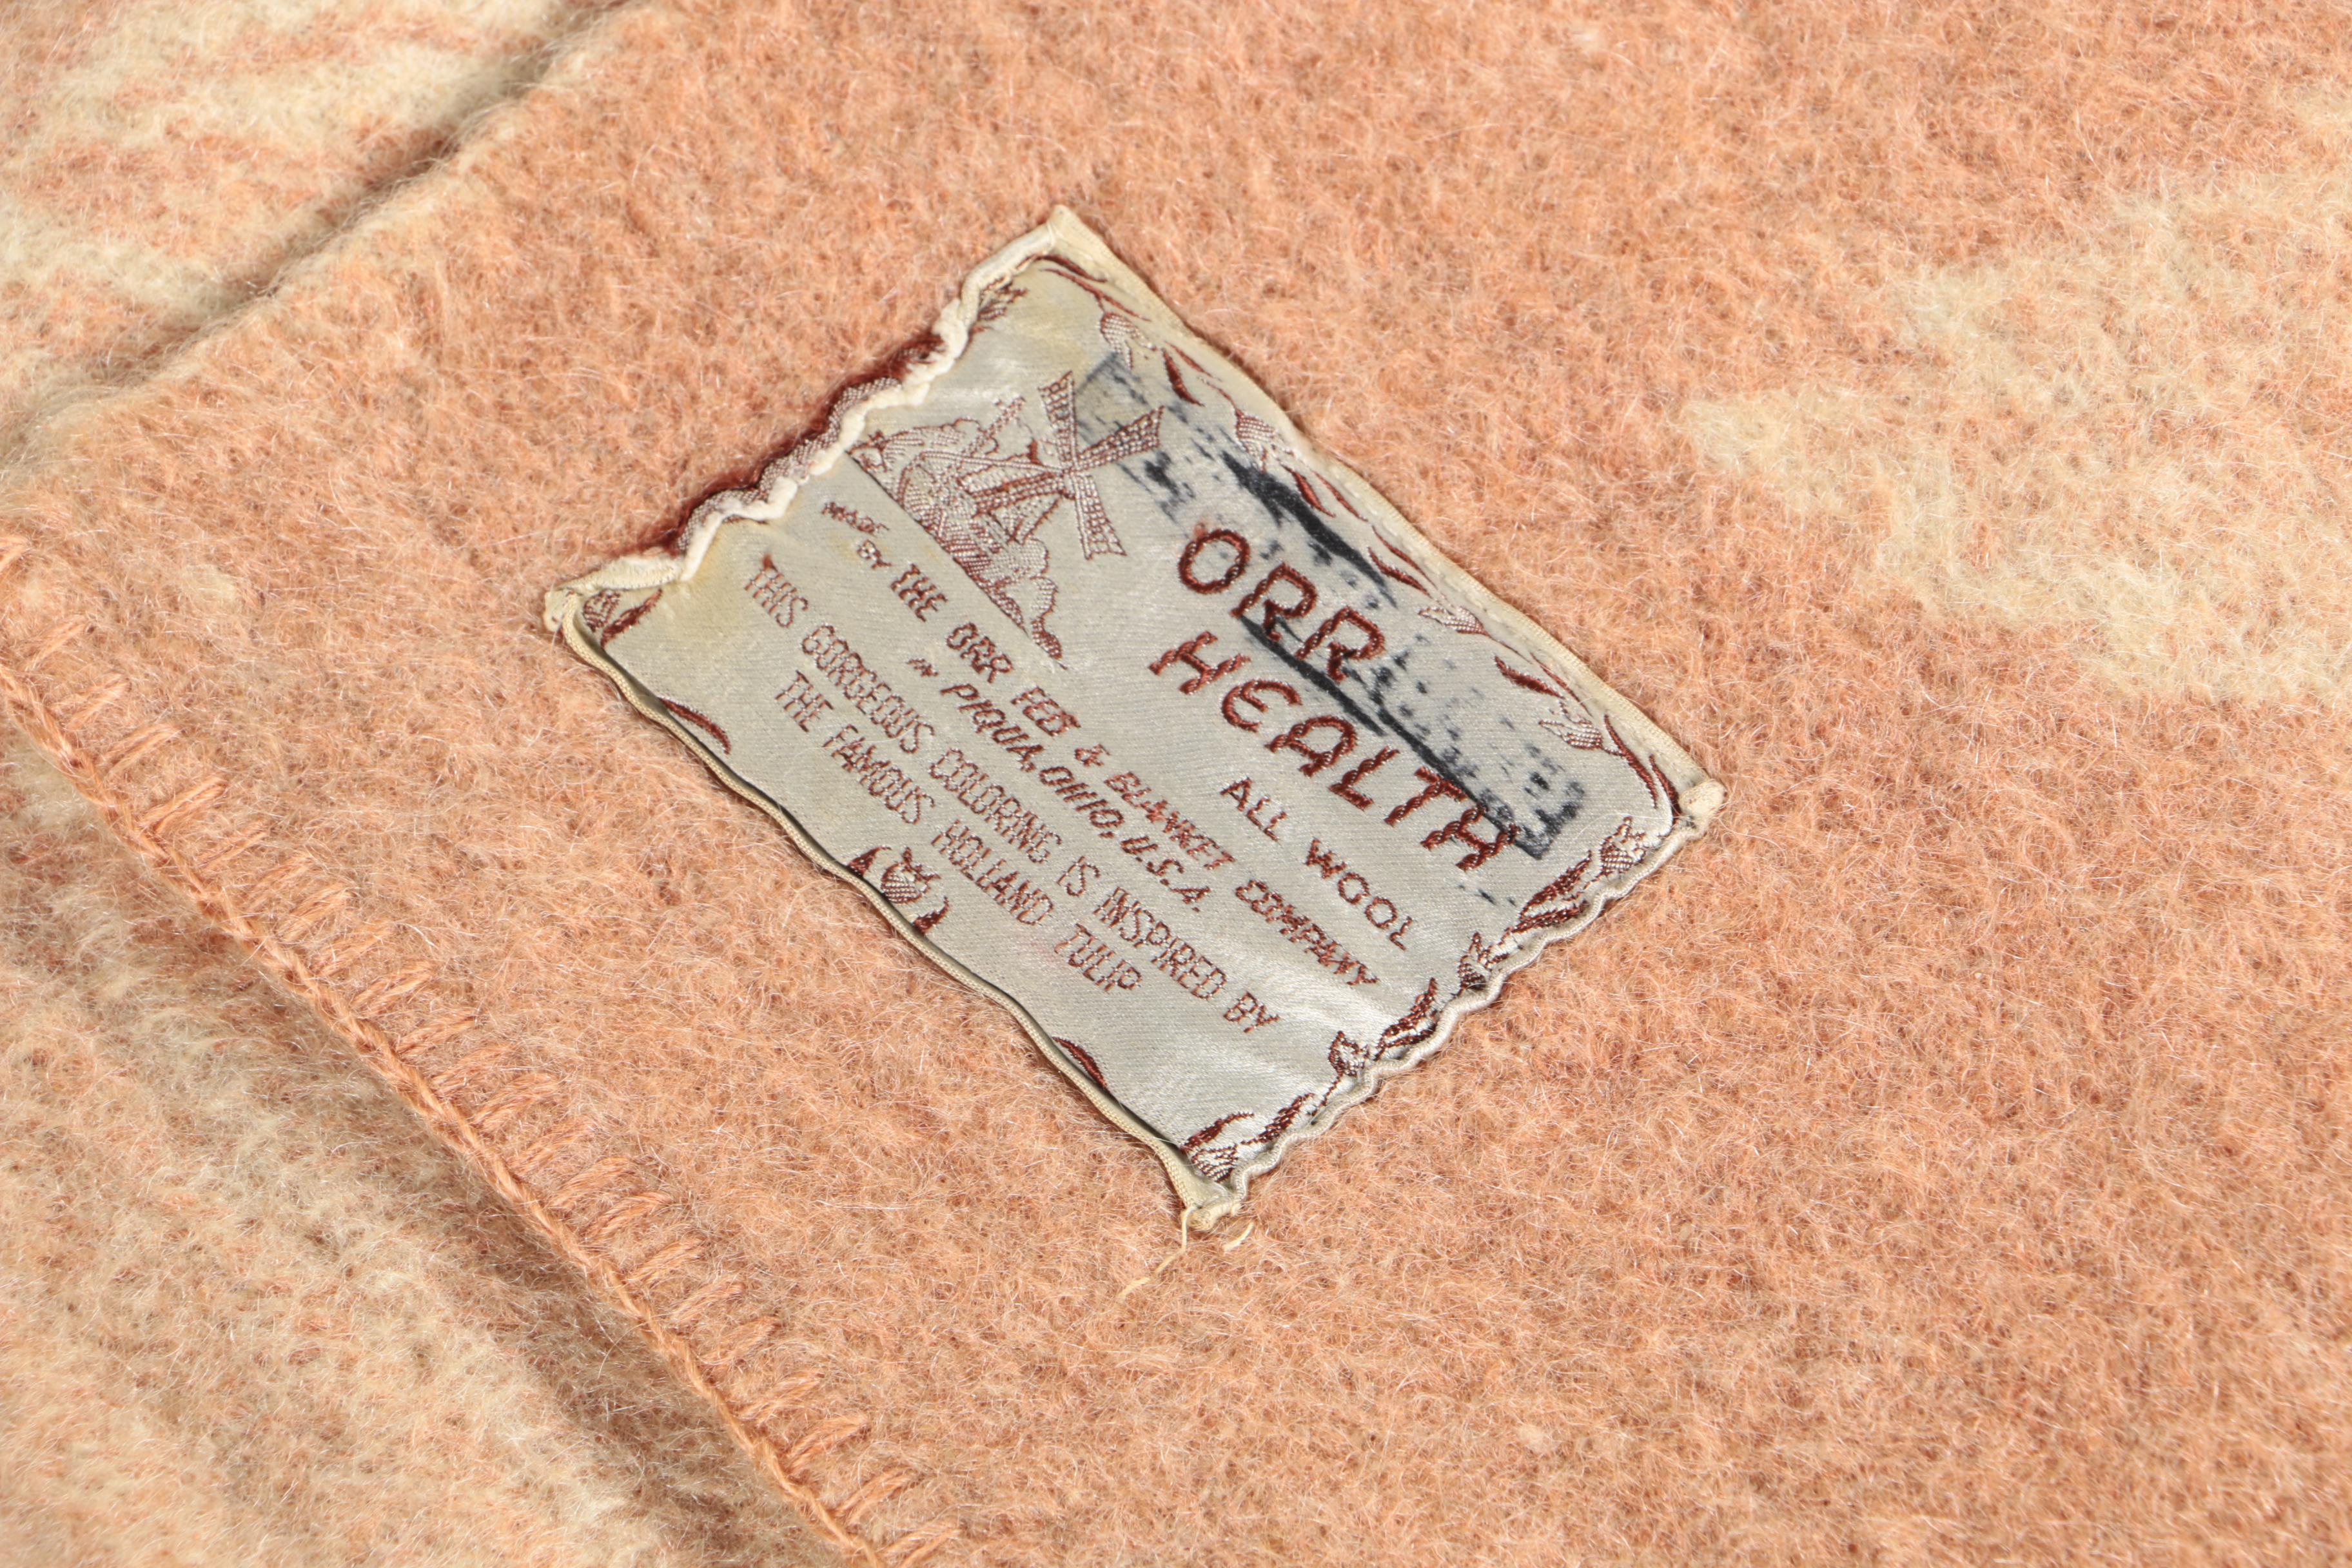 ORR
HEALTH
ALL WOOL
MADE BY THE ORR FELT & BLANKET COMPANY
IN PIQUA, OHIO, U.S.A.
THIS GORGEOUS COLORING IS INSPIRED BY
THE FAMOUS HOLLAND TULIP